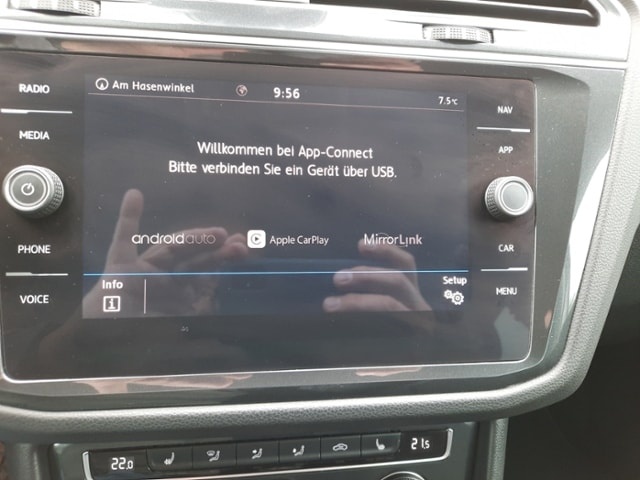 RADIO
MEDIA
PHONE
VOICE
Am Hasenwinkel 9:56 7.5°C
Willkommen bei App-Connect
Bitte verbinden Sie ein Gerät über USB.
androidauto Apple CarPlay MirrorLink
Info Setup
NAV
APP
CAR
MENU
22.0 21.5